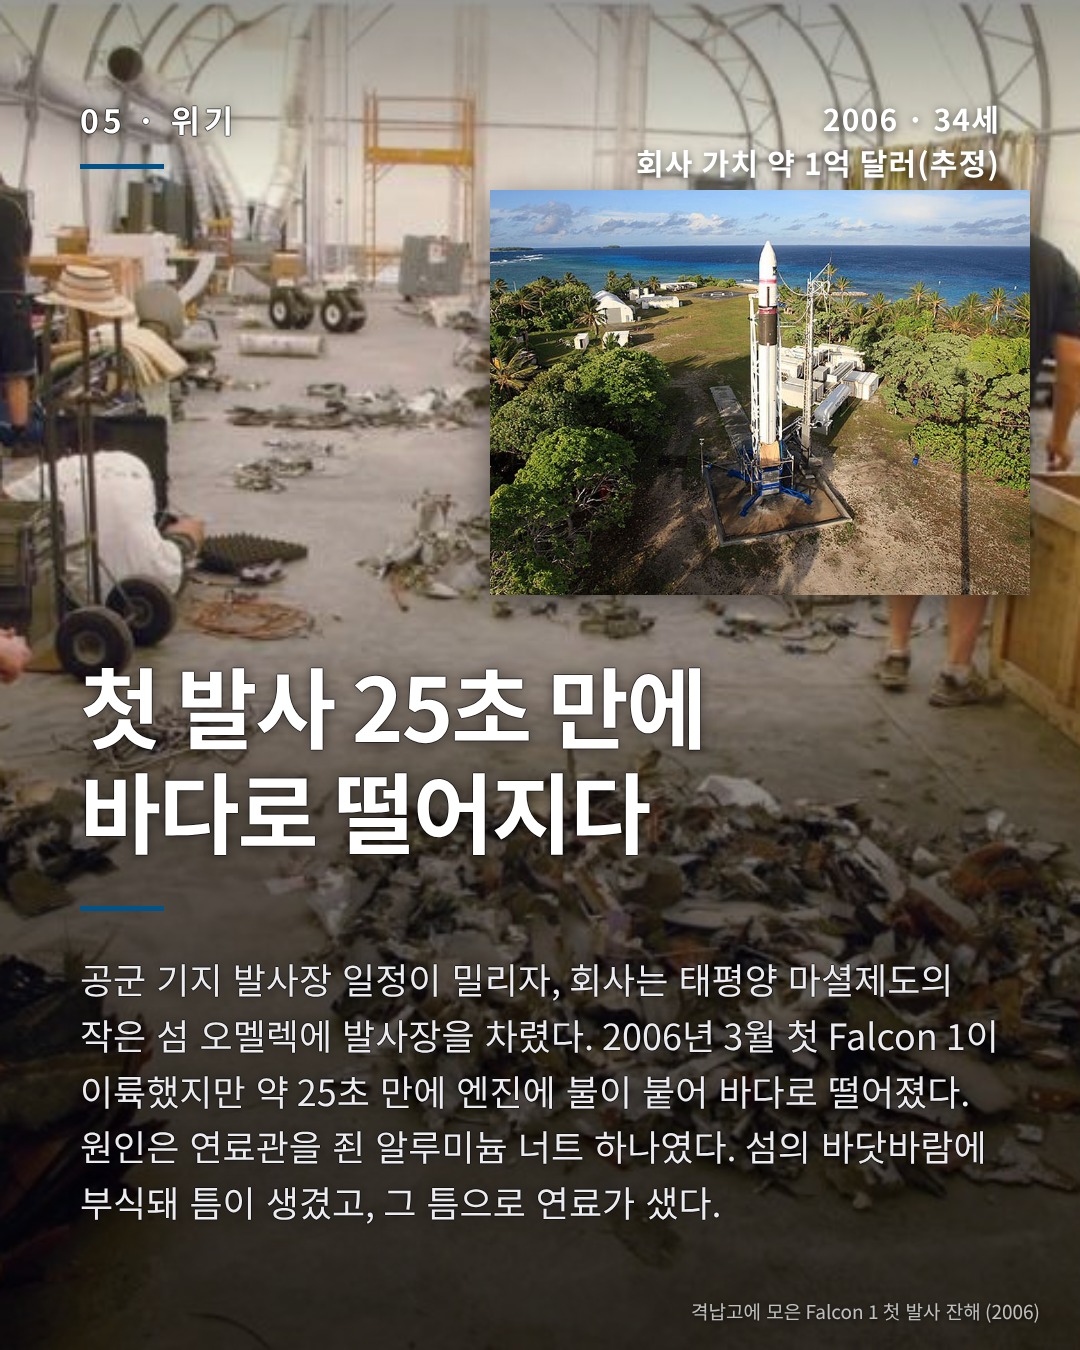 05 · 위기
2006 · 34세
회사 가치 약 1억 달러(추정)
첫 발사 25초 만에
바다로 떨어지다
공군 기지 발사장 일정이 밀리자, 회사는 태평양 마셜제도의
작은 섬 오멜렉에 발사장을 차렸다. 2006년 3월 첫 Falcon 1이
이륙했지만 약 25초 만에 엔진에 불이 붙어 바다로 떨어졌다.
원인은 연료관을 죈 알루미늄 너트 하나였다. 섬의 바닷바람에
부식돼 틈이 생겼고, 그 틈으로 연료가 샜다.
격납고에 모은 Falcon 1 첫 발사 잔해 (2006)